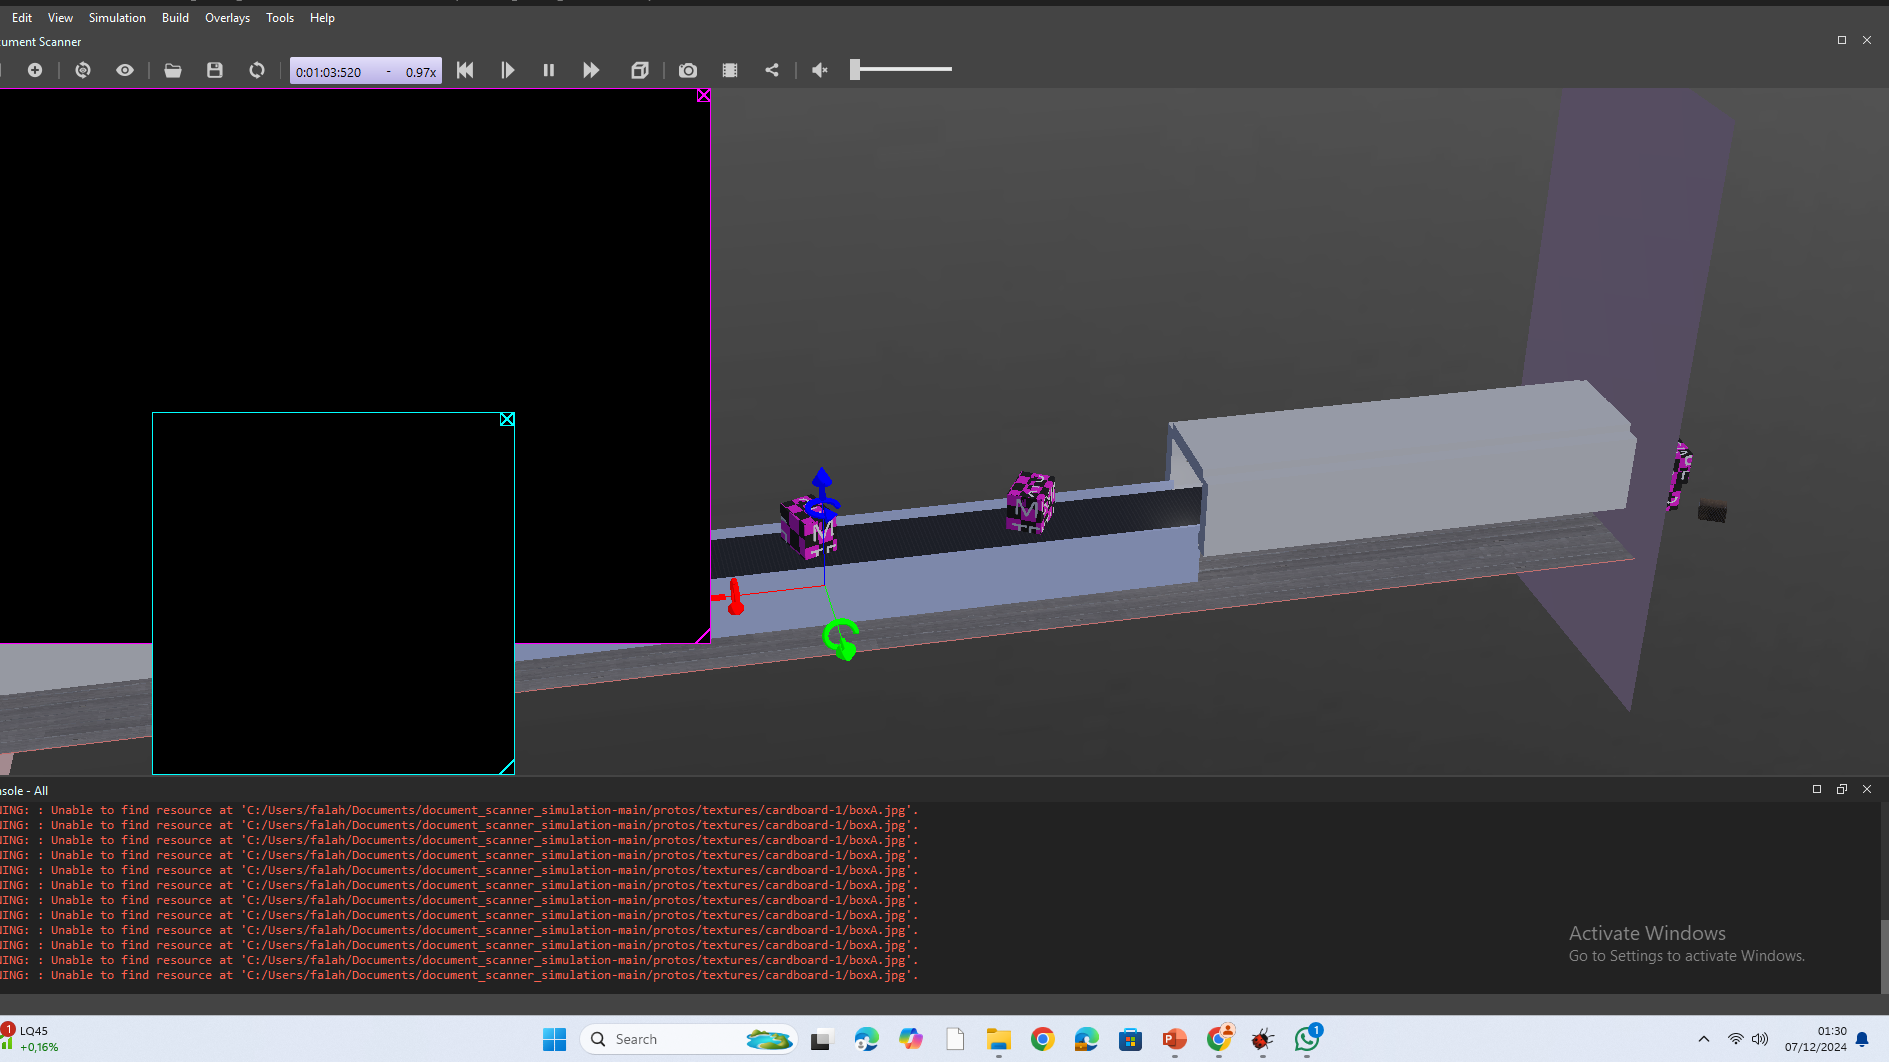 Edit View Simulation Build Overlays Tools Help
ument Scanner
0:01:03:520 - 0.97x
M
M
nsole - All
NING: : Unable to find resource at 'C:/Users/falah/Documents/document_scanner_simulation-main/protos/textures/cardboard-1/boxA.jpg'.
NING: : Unable to find resource at 'C:/Users/falah/Documents/document_scanner_simulation-main/protos/textures/cardboard-1/boxA.jpg'.
NING: : Unable to find resource at 'C:/Users/falah/Documents/document_scanner_simulation-main/protos/textures/cardboard-1/boxA.jpg'.
NING: : Unable to find resource at 'C:/Users/falah/Documents/document_scanner_simulation-main/protos/textures/cardboard-1/boxA.jpg'.
NING: : Unable to find resource at 'C:/Users/falah/Documents/document_scanner_simulation-main/protos/textures/cardboard-1/boxA.jpg'.
NING: : Unable to find resource at 'C:/Users/falah/Documents/document_scanner_simulation-main/protos/textures/cardboard-1/boxA.jpg'.
NING: : Unable to find resource at 'C:/Users/falah/Documents/document_scanner_simulation-main/protos/textures/cardboard-1/boxA.jpg'.
NING: : Unable to find resource at 'C:/Users/falah/Documents/document_scanner_simulation-main/protos/textures/cardboard-1/boxA.jpg'.
NING: : Unable to find resource at 'C:/Users/falah/Documents/document_scanner_simulation-main/protos/textures/cardboard-1/boxA.jpg'.
NING: : Unable to find resource at 'C:/Users/falah/Documents/document_scanner_simulation-main/protos/textures/cardboard-1/boxA.jpg'.
NING: : Unable to find resource at 'C:/Users/falah/Documents/document_scanner_simulation-main/protos/textures/cardboard-1/boxA.jpg'.
NING: : Unable to find resource at 'C:/Users/falah/Documents/document_scanner_simulation-main/protos/textures/cardboard-1/boxA.jpg'.
Activate Windows
Go to Settings to activate Windows.
1
LQ45
+0,16%
Search
1
01:30
07/12/2024